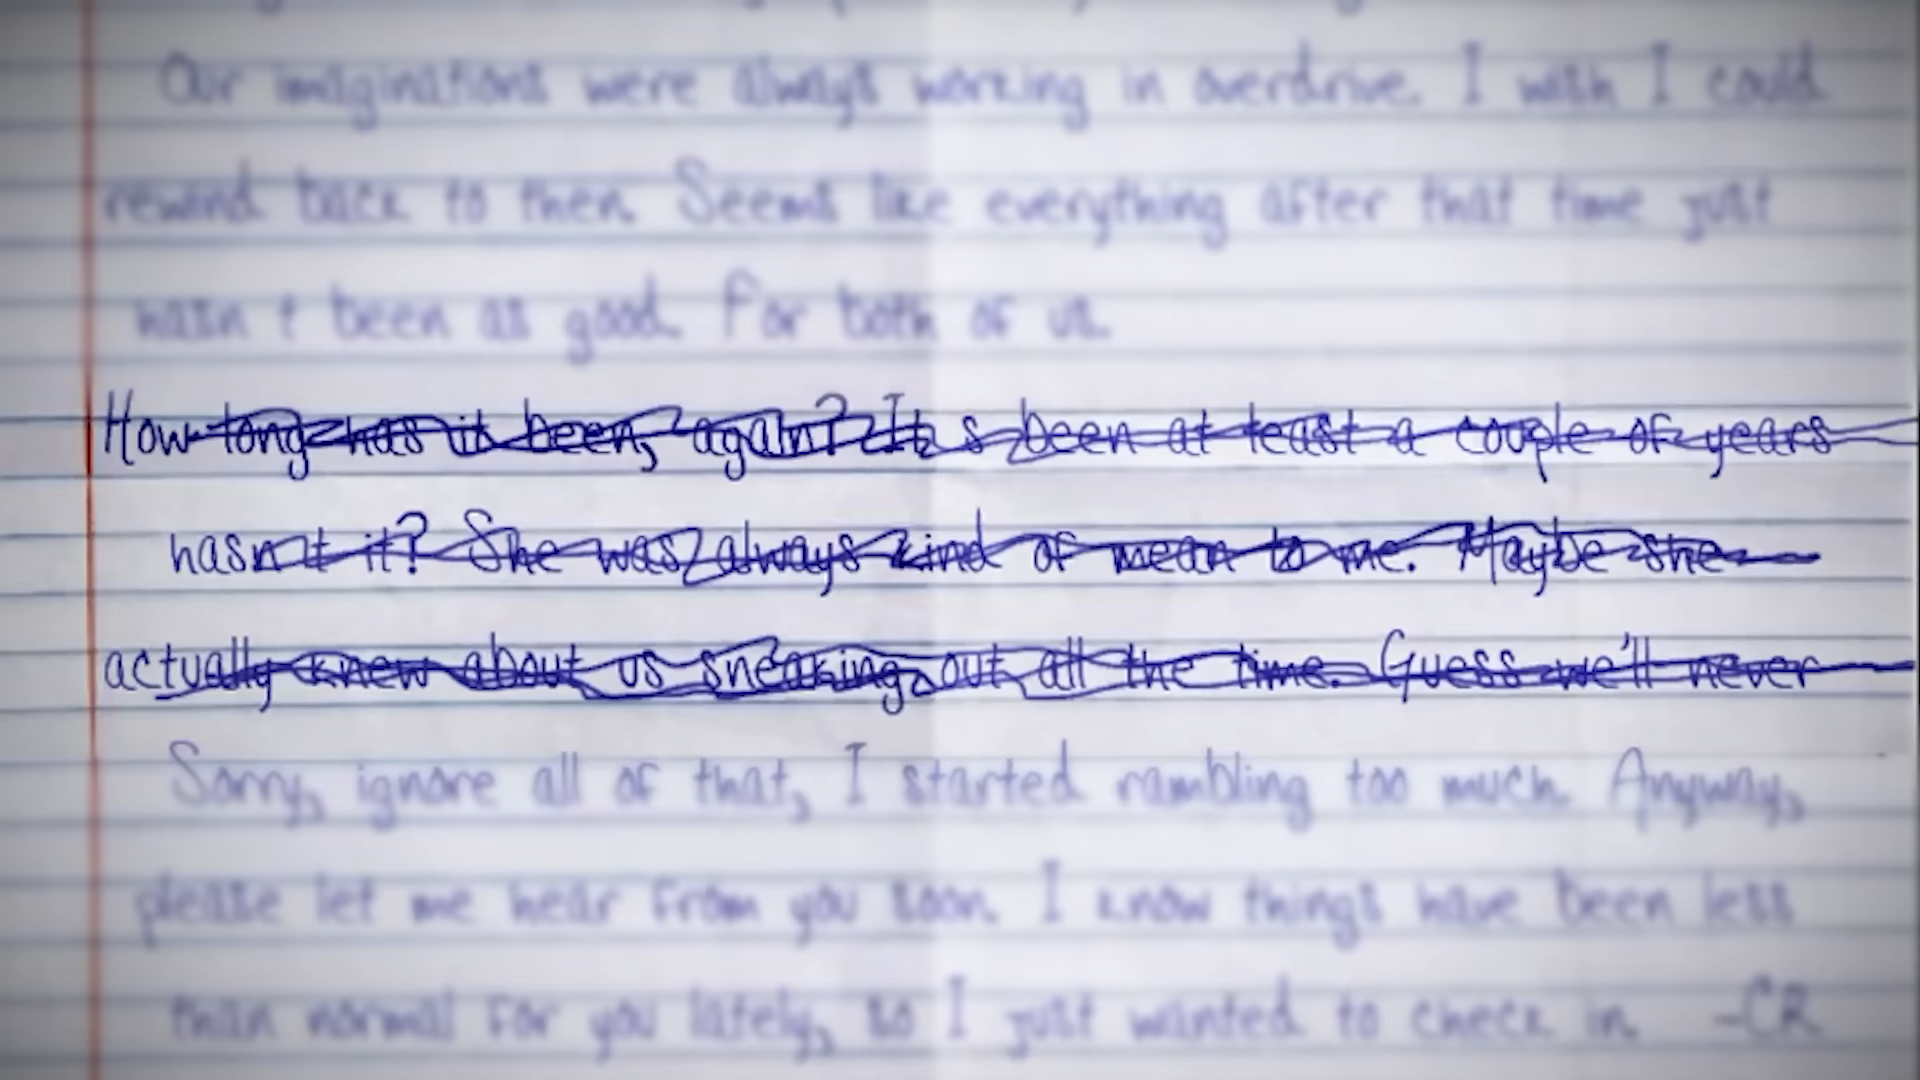 Our imaginations were always working in overdrive. I wish I could
rewind back to then. Seems like everything after that time just
hasn t been as good. For both of us.
How long has it been, again? It s been at least a couple of years
hasn t it? She was always kind of mean to me. Maybe she
actually knew about us sneaking out all the time. Guess we'll never
Sorry, ignore all of that, I started rambling too much. Anyway,
please let me hear from you soon. I know things have been less
than normal for you lately, so I just wanted to check in. -CR